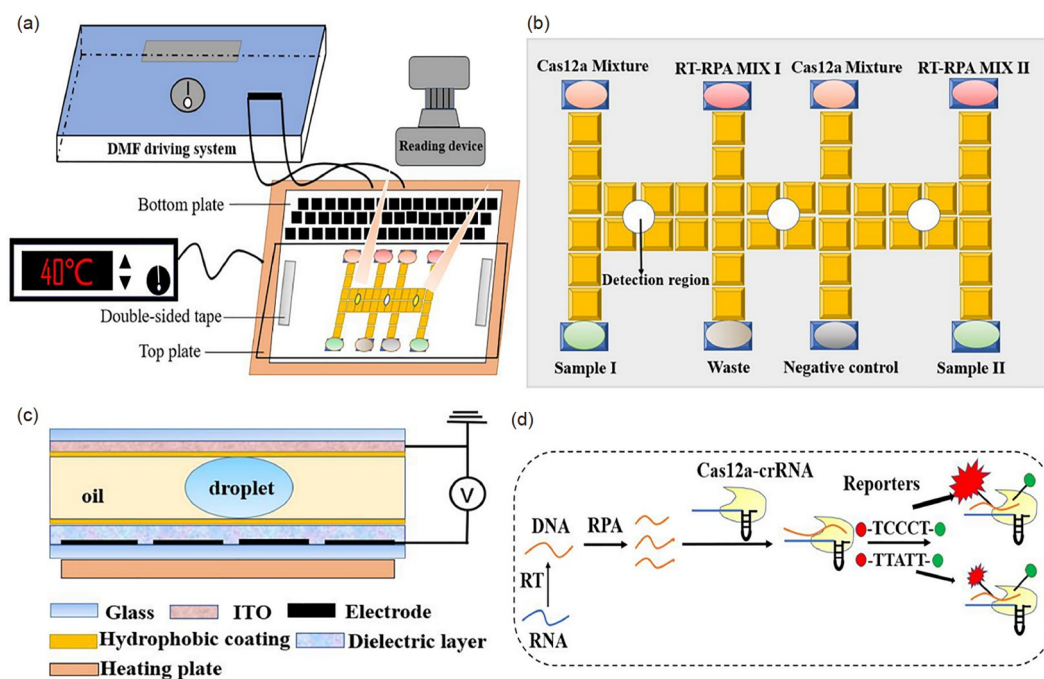 (a)
DMF driving system
Reading device
Bottom plate
40°C
Double-sided tape
Top plate
(b)
Cas12a Mixture
RT-RPA MIX I
Cas12a Mixture
RT-RPA MIX II
Detection region
Sample I
Waste
Negative control
Sample II
(c)
oil
droplet
V
Glass
ITO
Electrode
Hydrophobic coating
Dielectric layer
Heating plate
(d)
Cas12a-crRNA
Reporters
DNA
RPA
-TCCCT-
-TTATT-
RT
RNA